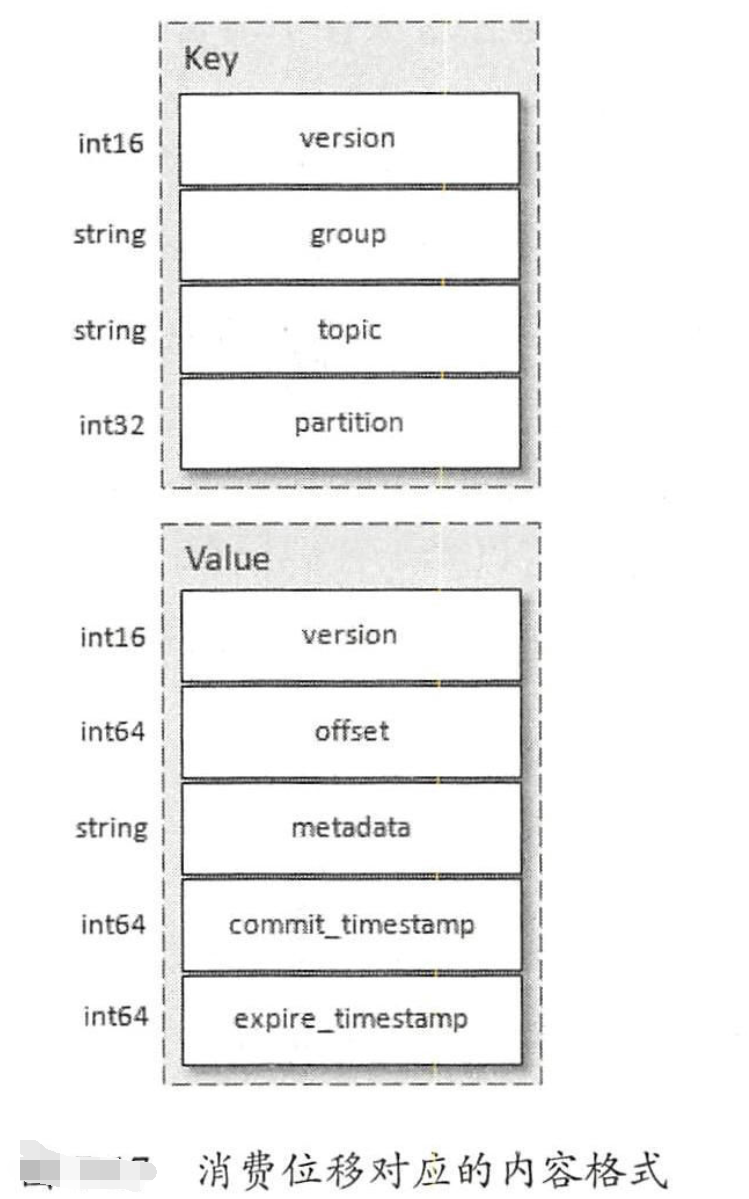 Key
int16 version
string group
string topic
int32 partition
Value
int16 version
int64 offset
string metadata
int64 commit_timestamp
int64 expire_timestamp
消费位移对应的内容格式